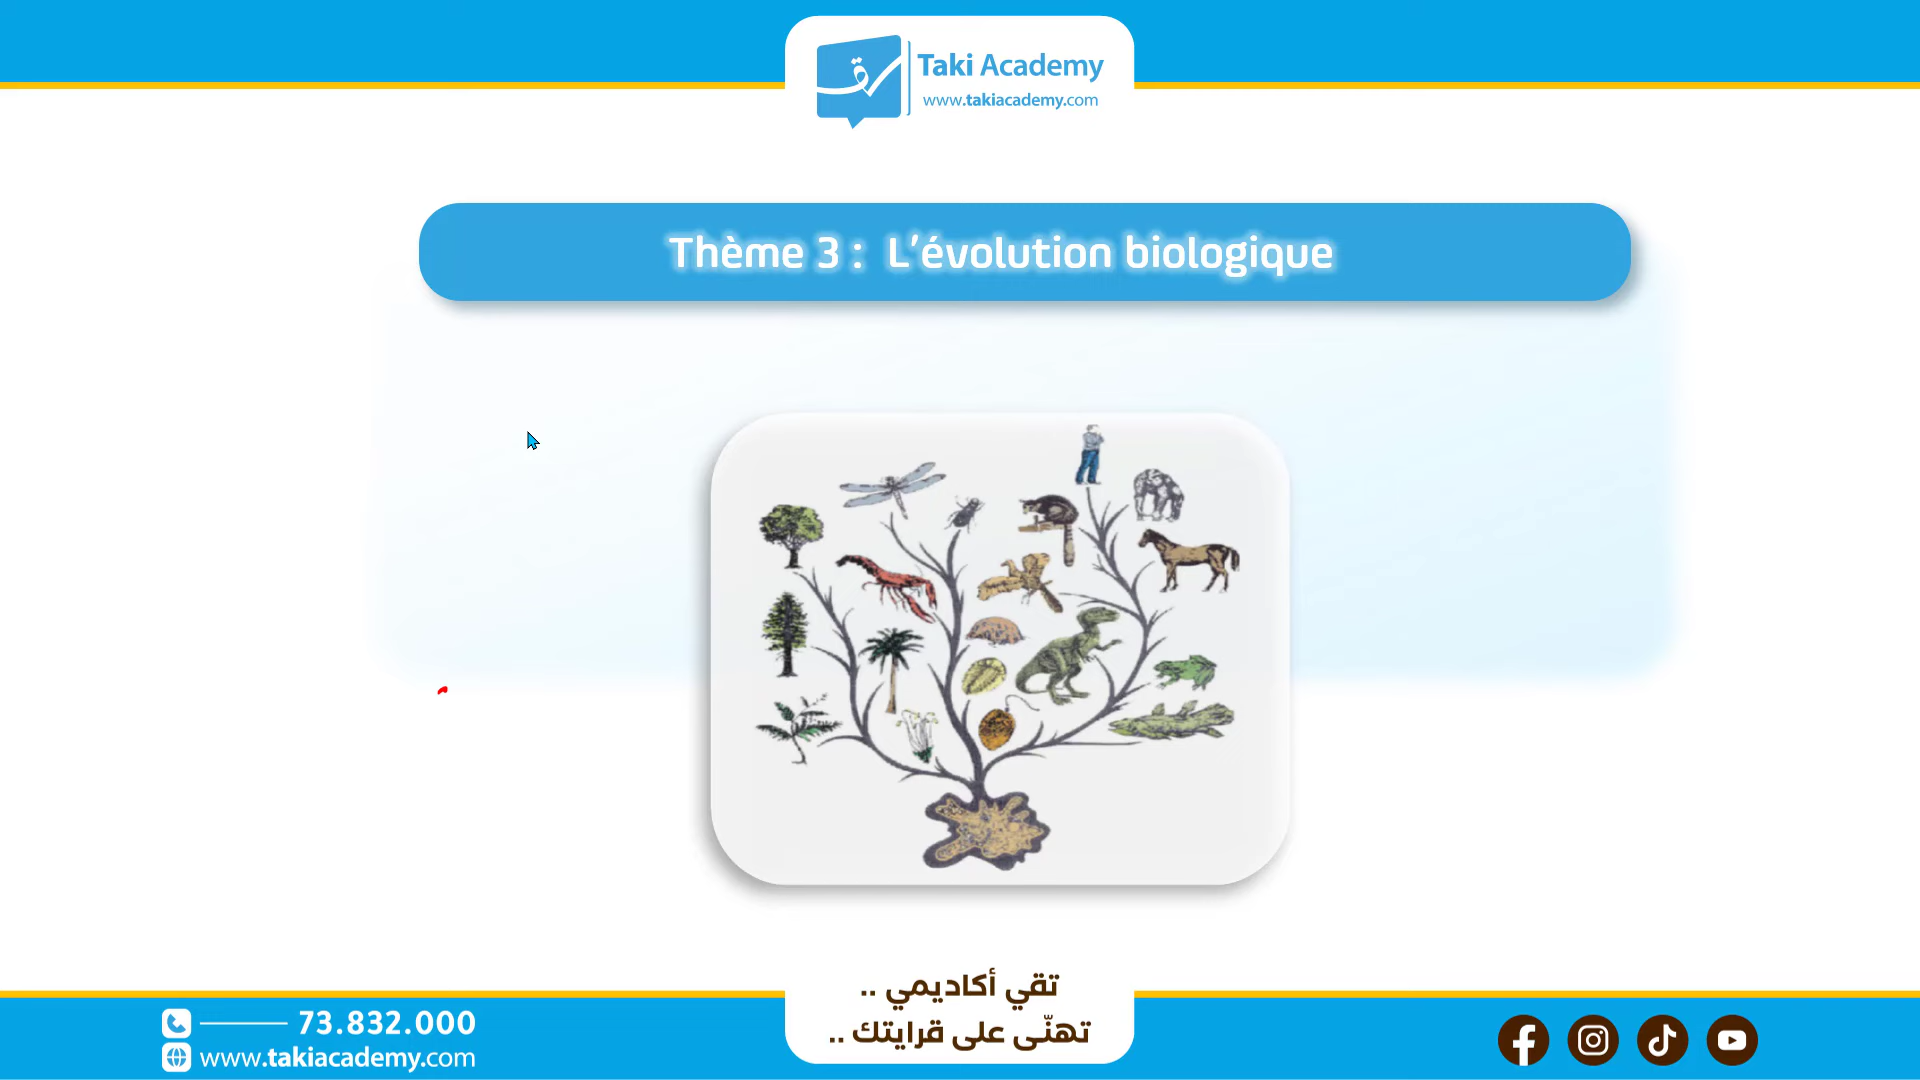 Taki Academy
www.takiacademy.com
Thème 3 : L'évolution biologique
تقي أكاديمي ..
تهنّى على قرايتك ..
73.832.000
www.takiacademy.com